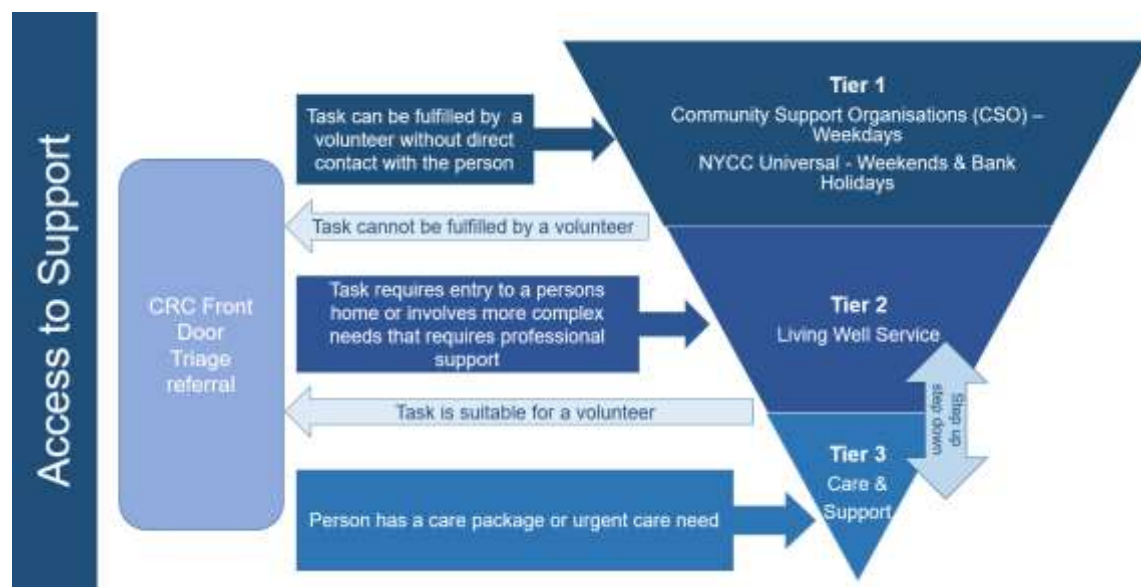 Access to Support
CRC Front
Door
Triage
referral
Task can be fulfilled by a
volunteer without direct
contact with the person
Task cannot be fulfilled by a volunteer
Task requires entry to a persons
home or involves more complex
needs that requires professional
support
Task is suitable for a volunteer
Person has a care package or urgent care need
Tier 1
Community Support Organisations (CSO) –
Weekdays
NYCC Universal - Weekends & Bank
Holidays
Tier 2
Living Well Service
Step up
step down
Tier 3
Care &
Support